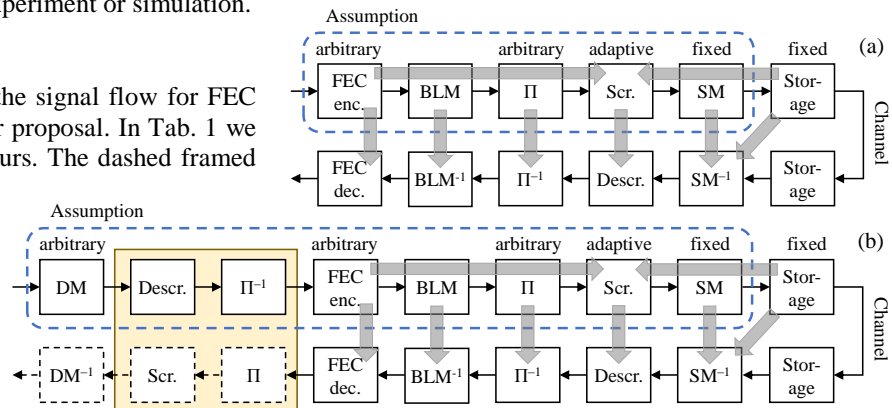 xperiment or simulation.
the signal flow for FEC
r proposal. In Tab. 1 we
urs. The dashed framed
Assumption
arbitrary arbitrary adaptive fixed fixed (a)
FEC enc. BLM Π Scr. SM Stor-age
Channel
FEC dec. BLM-1 Π−1 Descr. SM-1 Stor-age
Assumption
arbitrary arbitrary arbitrary adaptive fixed fixed (b)
DM Descr. Π−1 FEC enc. BLM Π Scr. SM Stor-age
Channel
DM-1 Scr. Π FEC dec. BLM-1 Π−1 Descr. SM-1 Stor-age